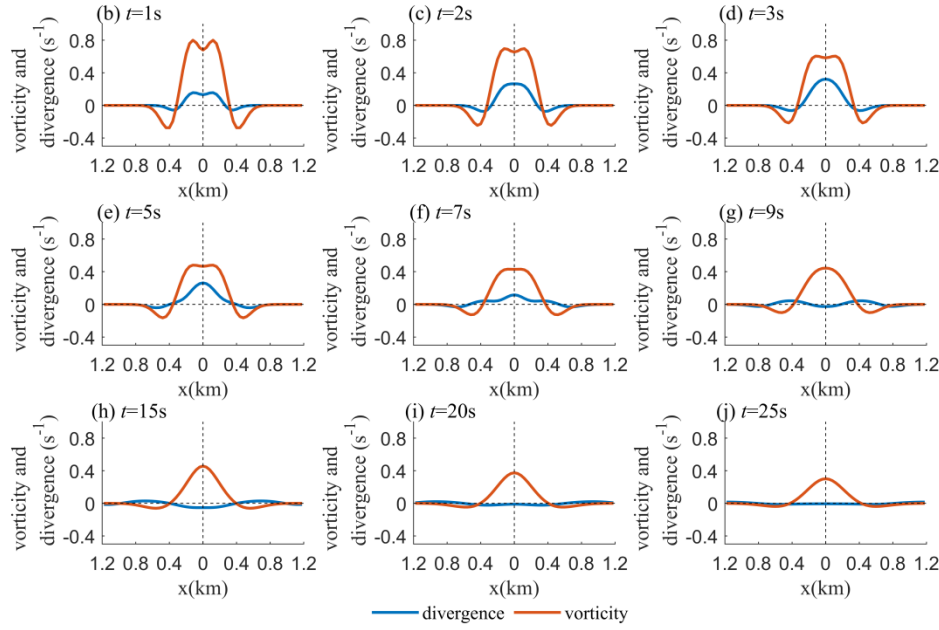 (b) t=1s (c) t=2s (d) t=3s
vorticity and divergence (s⁻¹) vorticity and divergence (s⁻¹) vorticity and divergence (s⁻¹)
0.8 0.8 0.8
0.4 0.4 0.4
0 0 0
-0.4 -0.4 -0.4
1.2 0.8 0.4 0 0.4 0.8 1.2 1.2 0.8 0.4 0 0.4 0.8 1.2 1.2 0.8 0.4 0 0.4 0.8 1.2
x(km) x(km) x(km)
(e) t=5s (f) t=7s (g) t=9s
vorticity and divergence (s⁻¹) vorticity and divergence (s⁻¹) vorticity and divergence (s⁻¹)
0.8 0.8 0.8
0.4 0.4 0.4
0 0 0
-0.4 -0.4 -0.4
1.2 0.8 0.4 0 0.4 0.8 1.2 1.2 0.8 0.4 0 0.4 0.8 1.2 1.2 0.8 0.4 0 0.4 0.8 1.2
x(km) x(km) x(km)
(h) t=15s (i) t=20s (j) t=25s
vorticity and divergence (s⁻¹) vorticity and divergence (s⁻¹) vorticity and divergence (s⁻¹)
0.8 0.8 0.8
0.4 0.4 0.4
0 0 0
-0.4 -0.4 -0.4
1.2 0.8 0.4 0 0.4 0.8 1.2 1.2 0.8 0.4 0 0.4 0.8 1.2 1.2 0.8 0.4 0 0.4 0.8 1.2
x(km) x(km) x(km)
divergence vorticity